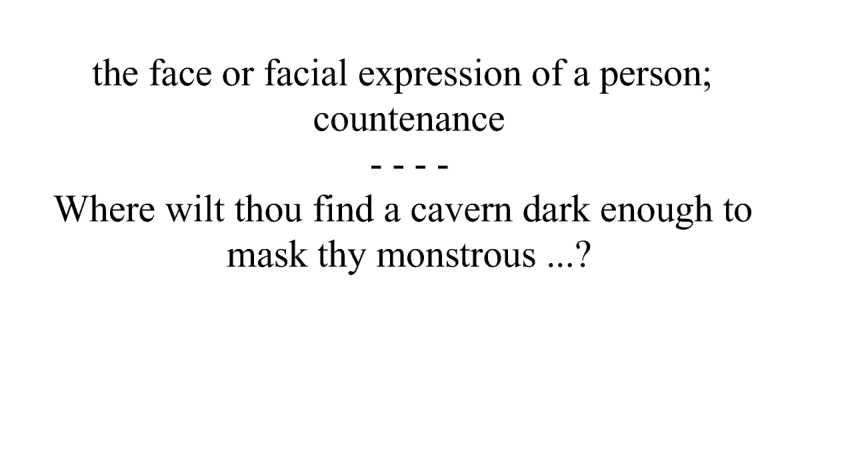 the face or facial expression of a person;
countenance
- - - -
Where wilt thou find a cavern dark enough to
mask thy monstrous ...?